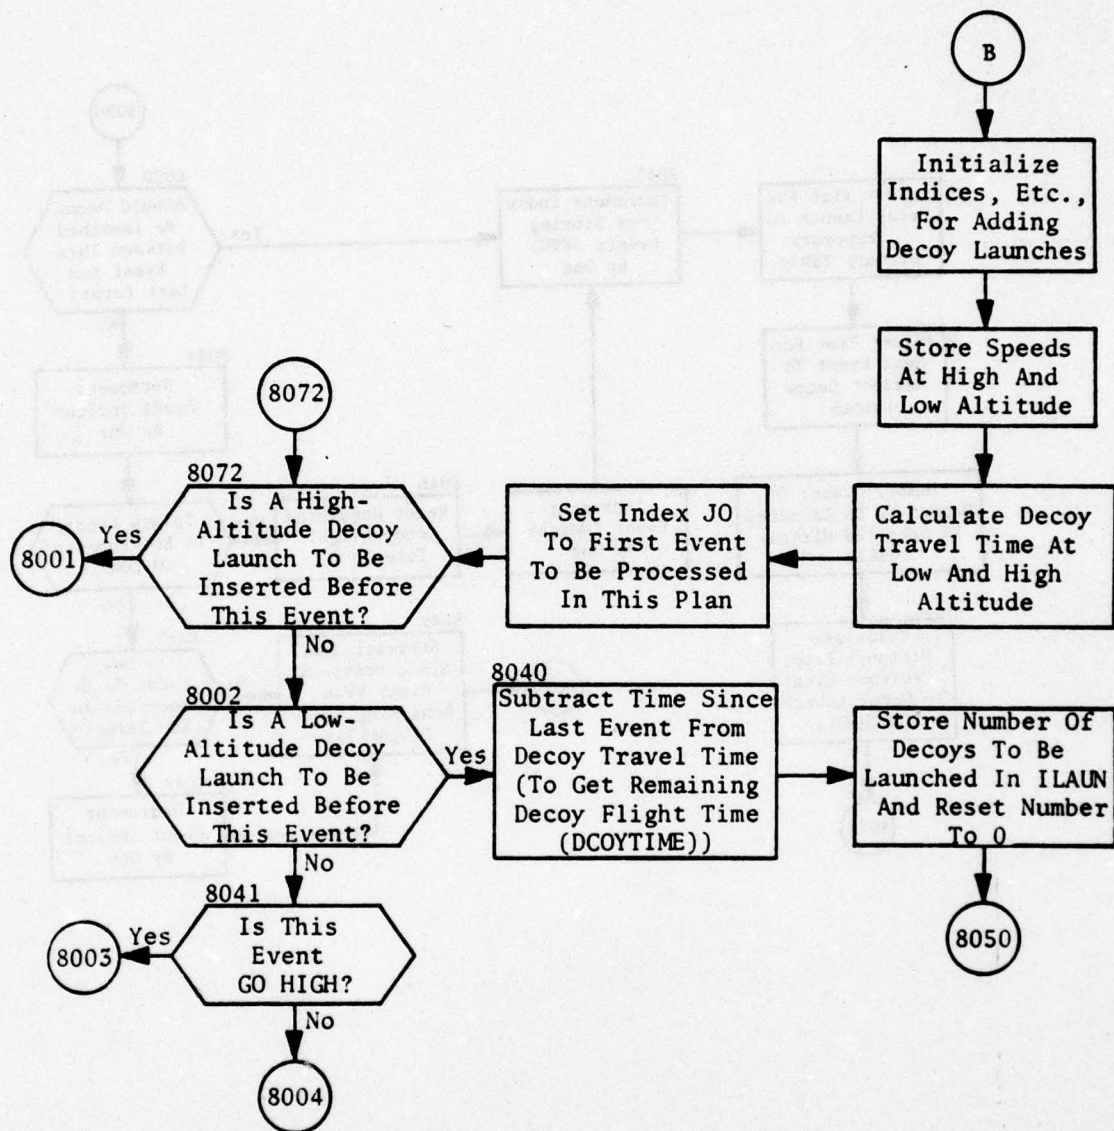 B
Initialize
Indices, Etc.,
For Adding
Decoy Launches
Store Speeds
At High And
Low Altitude
Calculate Decoy
Travel Time At
Low And High
Altitude
Set Index JO
To First Event
To Be Processed
In This Plan
8072
8072
Is A High-
Altitude Decoy
Launch To Be
Inserted Before
This Event?
Yes
8001
No
8002
Is A Low-
Altitude Decoy
Launch To Be
Inserted Before
This Event?
Yes
8040
Subtract Time Since
Last Event From
Decoy Travel Time
(To Get Remaining
Decoy Flight Time
(DCOYTIME))
Store Number Of
Decoys To Be
Launched In ILAUN
And Reset Number
To 0
8050
No
8041
Is This
Event
GO HIGH?
Yes
8003
No
8004